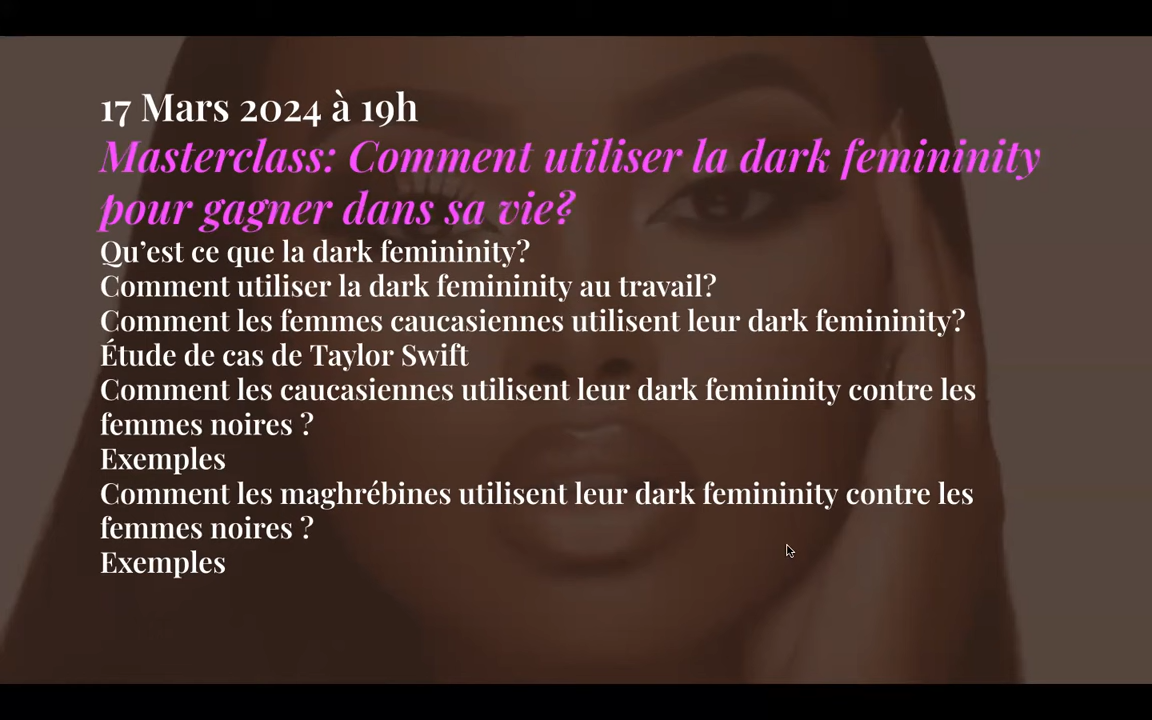 17 Mars 2024 à 19h
Masterclass: Comment utiliser la dark femininity
pour gagner dans sa vie?
Qu’est ce que la dark femininity?
Comment utiliser la dark femininity au travail?
Comment les femmes caucasiennes utilisent leur dark femininity?
Étude de cas de Taylor Swift
Comment les caucasiennes utilisent leur dark femininity contre les
femmes noires ?
Exemples
Comment les maghrébines utilisent leur dark femininity contre les
femmes noires ?
Exemples